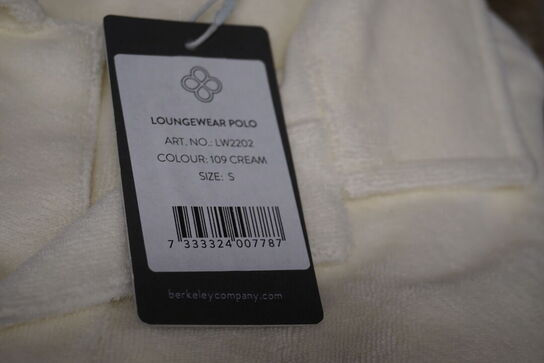 LOUNGEWEAR POLO
ART. NO.: LW2202
COLOUR: 109 CREAM
SIZE: S
7 333324 007787
berkeleycompany.com